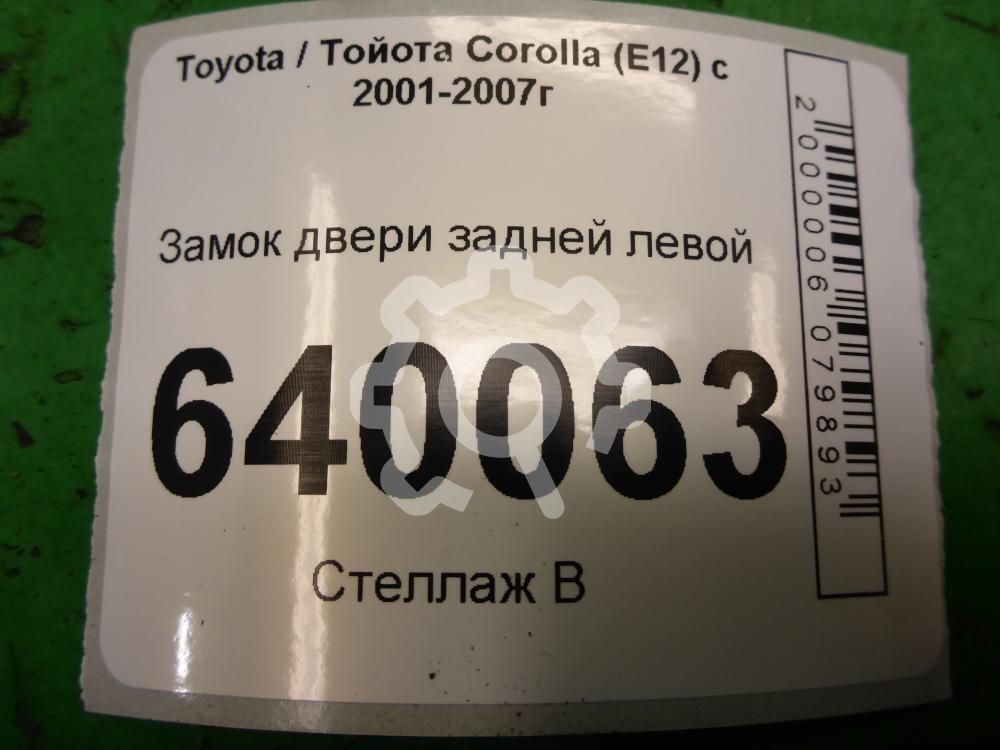 Toyota / Тойота Corolla (E12) с
2001-2007г
Замок двери задней левой
640063
Стеллаж В
2000006079893